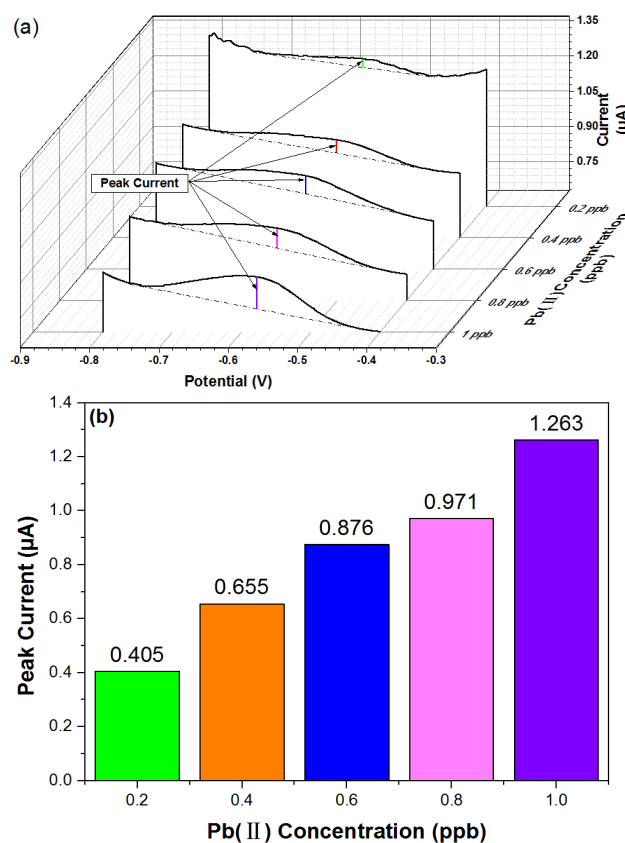 (a)
1.35
1.20
1.05
0.90
0.75
Current
(μA)
Peak Current
0.2 ppb
0.4 ppb
0.6 ppb
0.8 ppb
1 ppb
Pb(Ⅱ)Concentration
(ppb)
-0.9 -0.8 -0.7 -0.6 -0.5 -0.4 -0.3
Potential (V)
(b)
1.4
1.2
1.0
0.8
0.6
0.4
0.2
0.0
Peak Current (μA)
0.405
0.655
0.876
0.971
1.263
0.2 0.4 0.6 0.8 1.0
Pb(Ⅱ) Concentration (ppb)